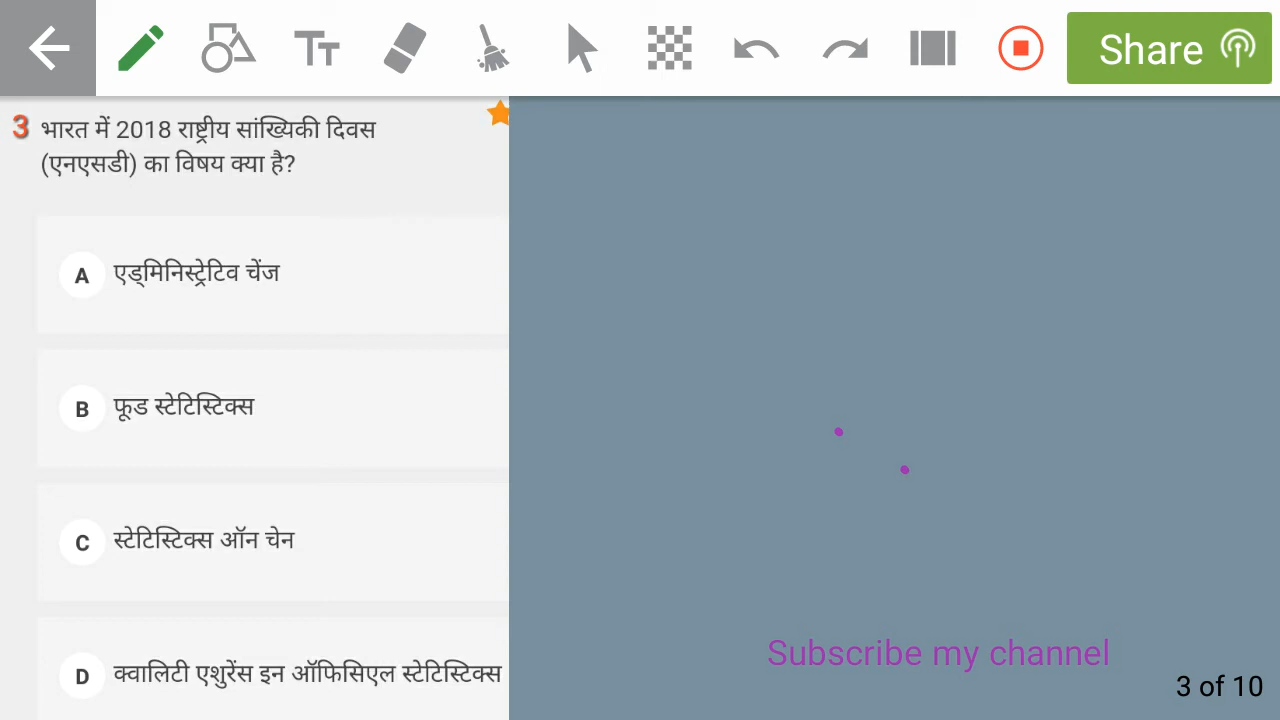 Share
3 भारत में 2018 राष्ट्रीय सांख्यिकी दिवस
(एनएसडी) का विषय क्या है?
A एड्मिनिस्ट्रेटिव चेंज
B फूड स्टेटिस्टिक्स
C स्टेटिस्टिक्स ऑन चेन
D क्वालिटी एशुरेंस इन ऑफिसिएल स्टेटिस्टिक्स
Subscribe my channel
3 of 10